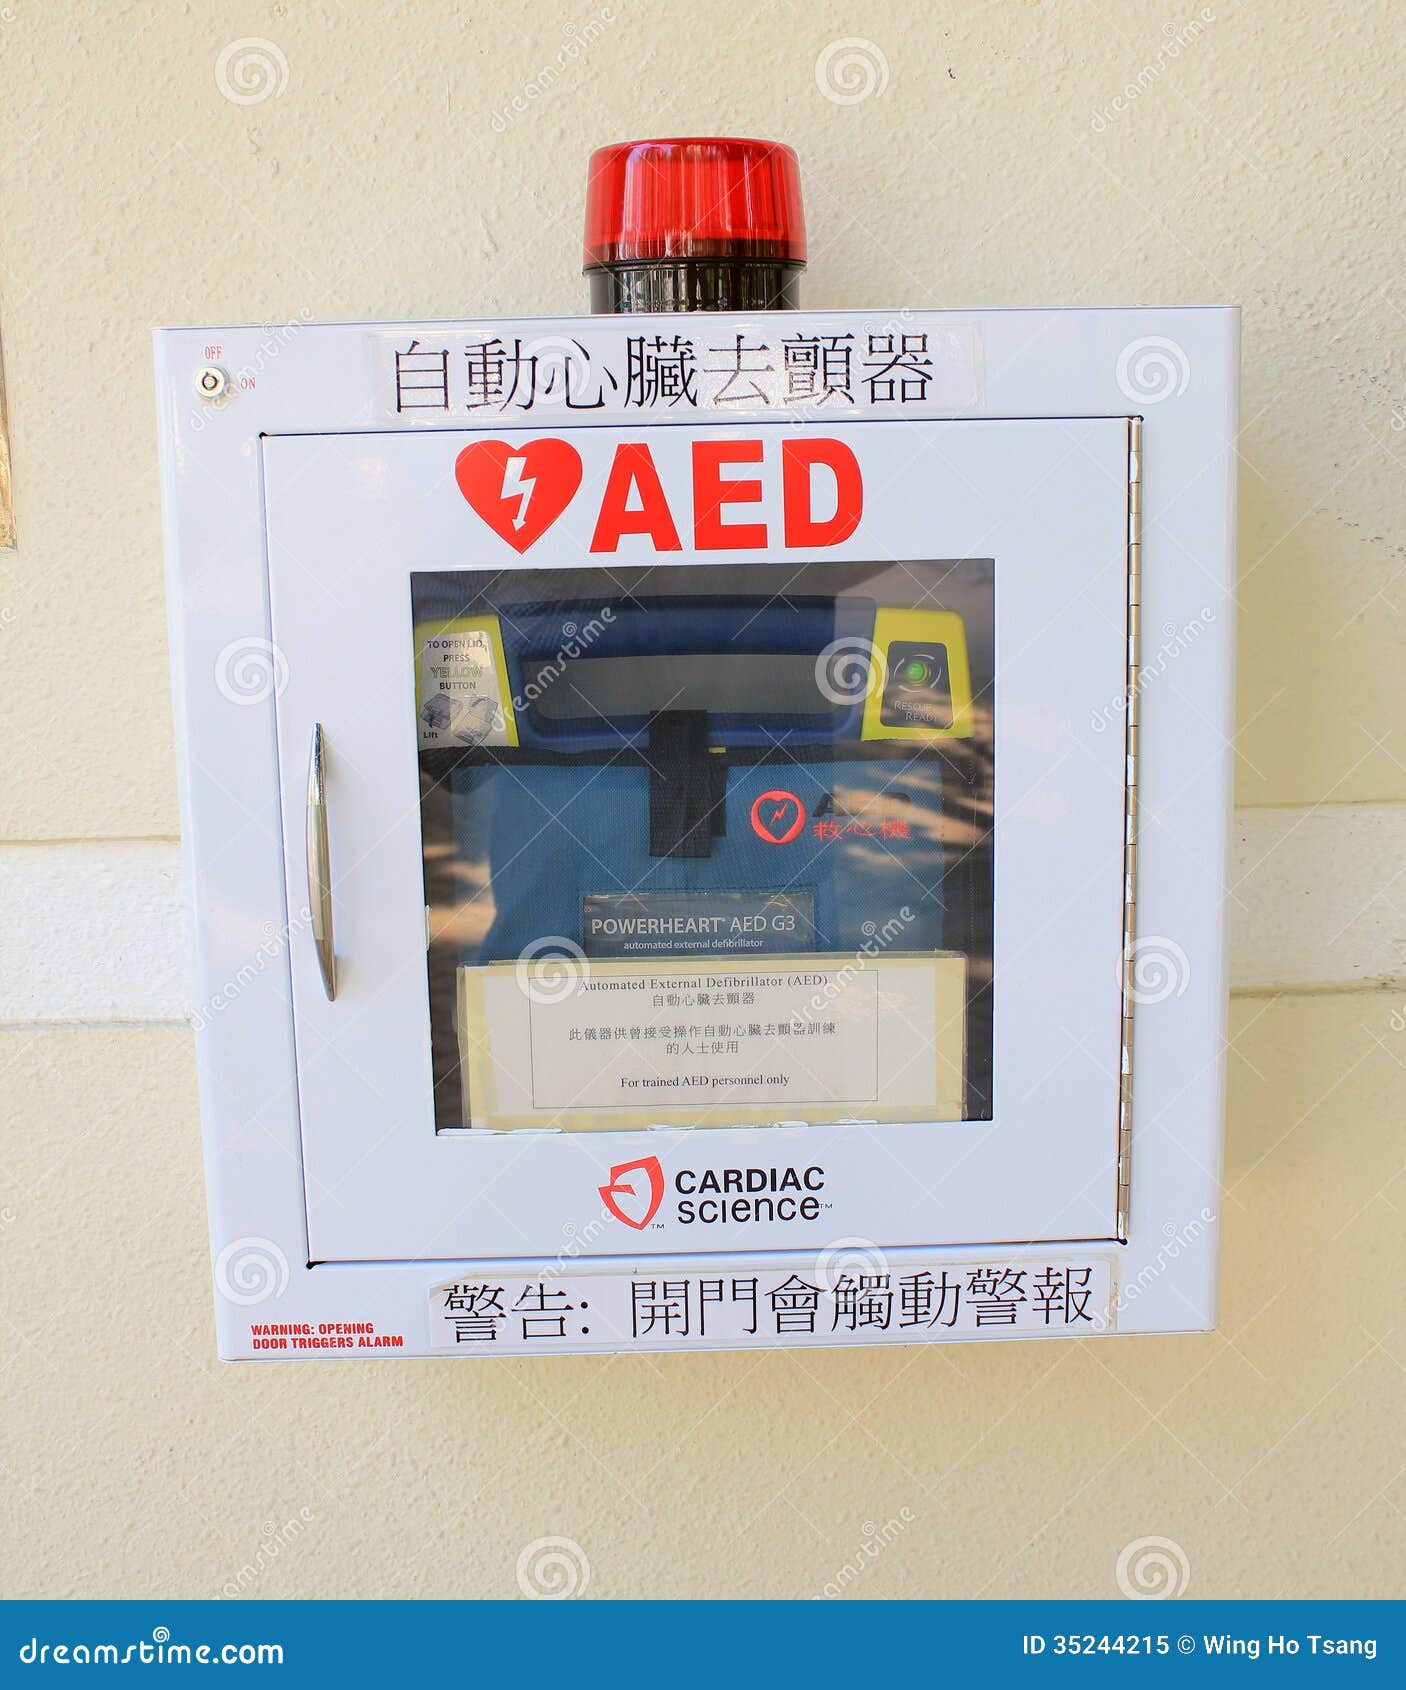 OFF
ON
自動心臟去顫器
AED
TO OPEN LID,
PRESS
YELLOW
BUTTON
Lift
RESCUE
READY
AED
救心機
POWERHEART® AED G3
automated external defibrillator
Automated External Defibrillator (AED)
自動心臟去顫器
此儀器供曾接受操作自動心臟去顫器訓練
的人士使用
For trained AED personnel only
CARDIAC
science™
TM
WARNING: OPENING
DOOR TRIGGERS ALARM
警告: 開門會觸動警報
dreamstime.com
ID 35244215 © Wing Ho Tsang